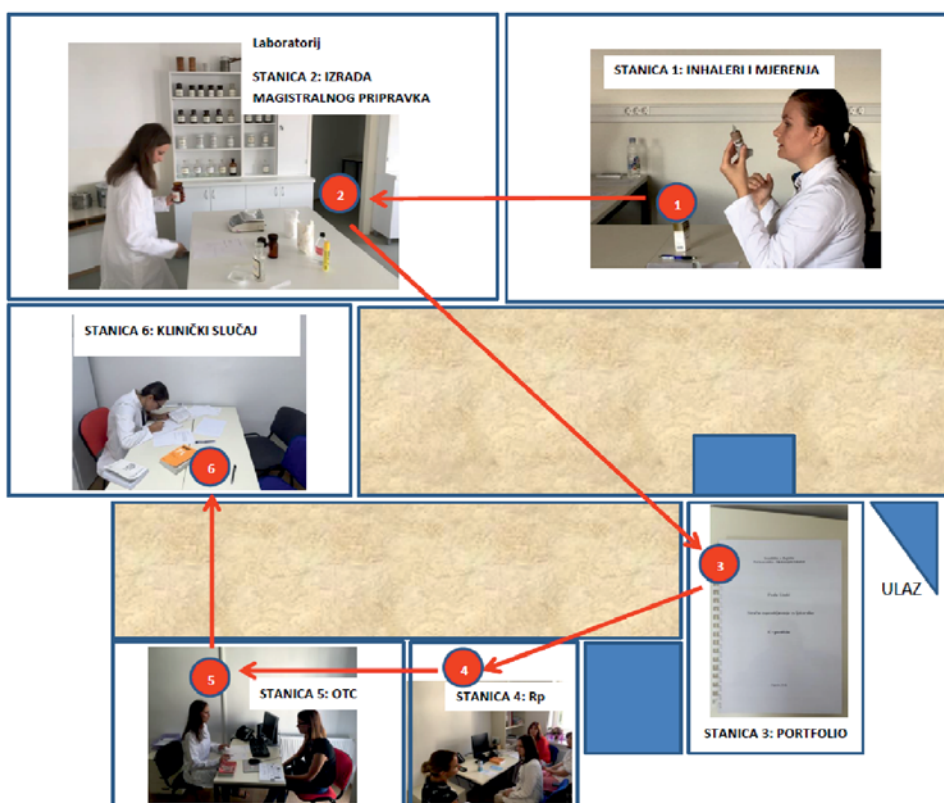 Laboratorij
STANICA 2: IZRADA
MAGISTRALNOG PRIPRAVKA
2
STANICA 1: INHALERI I MJERENJA
1
STANICA 6: KLINIČKI SLUČAJ
6
3
ULAZ
STANICA 3: PORTFOLIO
4
STANICA 4: Rp
5
STANICA 5: OTC